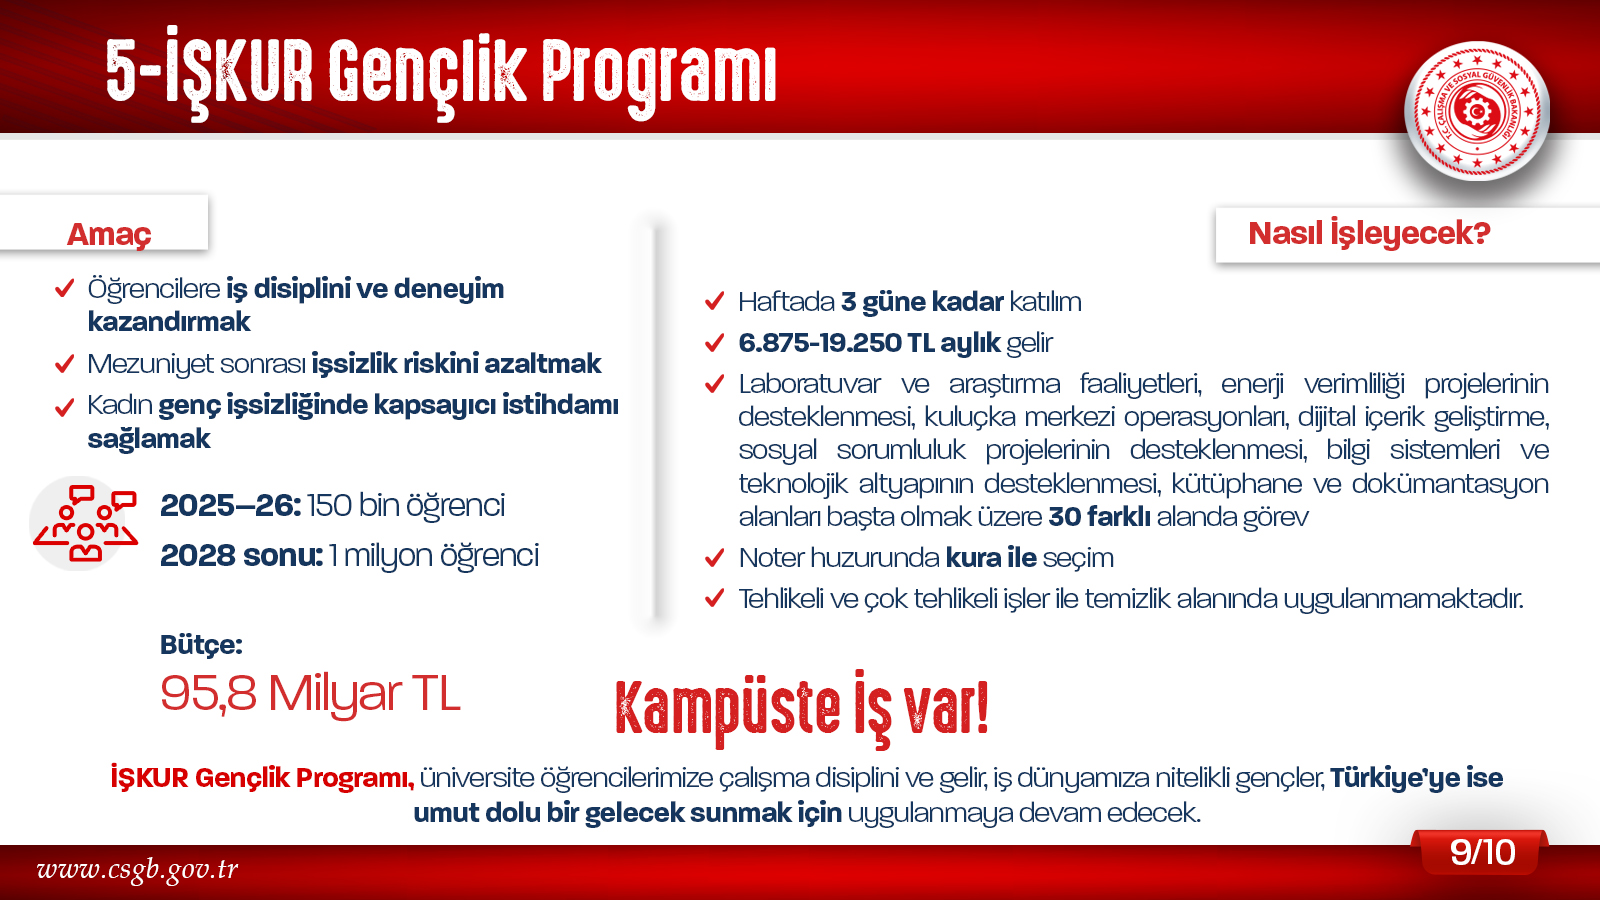 5-İŞKUR Gençlik Programı
T.C. ÇALIŞMA VE SOSYAL GÜVENLİK BAKANLIĞI
Amaç
Öğrencilere iş disiplini ve deneyim
kazandırmak
Mezuniyet sonrası işsizlik riskini azaltmak
Kadın genç işsizliğinde kapsayıcı istihdamı
sağlamak
2025–26: 150 bin öğrenci
2028 sonu: 1 milyon öğrenci
Bütçe:
95,8 Milyar TL
Nasıl İşleyecek?
Haftada 3 güne kadar katılım
6.875-19.250 TL aylık gelir
Laboratuvar ve araştırma faaliyetleri, enerji verimliliği projelerinin
desteklenmesi, kuluçka merkezi operasyonları, dijital içerik geliştirme,
sosyal sorumluluk projelerinin desteklenmesi, bilgi sistemleri ve
teknolojik altyapının desteklenmesi, kütüphane ve dokümantasyon
alanları başta olmak üzere 30 farklı alanda görev
Noter huzurunda kura ile seçim
Tehlikeli ve çok tehlikeli işler ile temizlik alanında uygulanmamaktadır.
Kampüste İş var!
İŞKUR Gençlik Programı, üniversite öğrencilerimize çalışma disiplini ve gelir, iş dünyamıza nitelikli gençler, Türkiye’ye ise
umut dolu bir gelecek sunmak için uygulanmaya devam edecek.
www.csgb.gov.tr
9/10